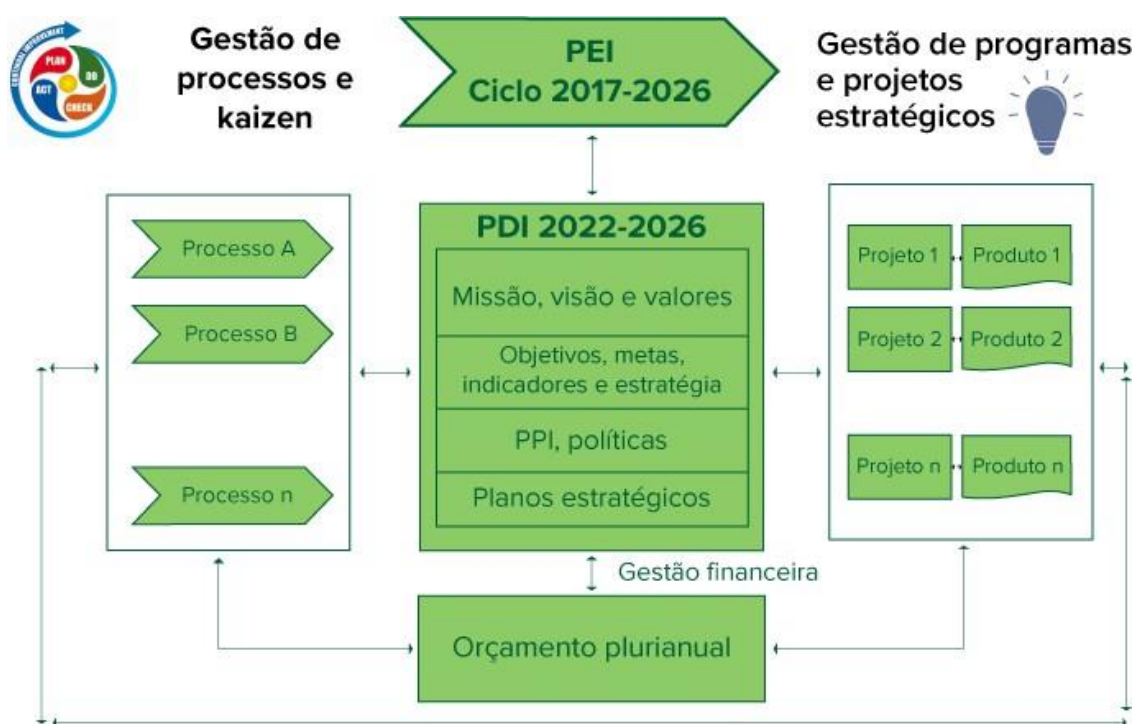 CONTINUAL IMPROVEMENT
PLAN
DO
CHECK
ACT
Gestão de
processos e
kaizen
PEI
Ciclo 2017-2026
Gestão de programas
e projetos
estratégicos
Processo A
Processo B
Processo n
PDI 2022-2026
Missão, visão e valores
Objetivos, metas,
indicadores e estratégia
PPI, políticas
Planos estratégicos
Projeto 1
Produto 1
Projeto 2
Produto 2
Projeto n
Produto n
Gestão financeira
Orçamento plurianual